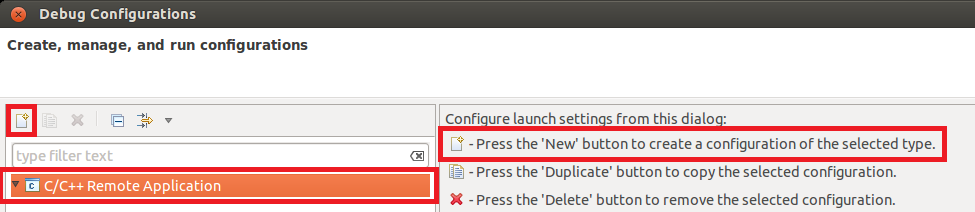 Debug Configurations
Create, manage, and run configurations
type filter text
C/C++ Remote Application
Configure launch settings from this dialog:
- Press the 'New' button to create a configuration of the selected type.
- Press the 'Duplicate' button to copy the selected configuration.
- Press the 'Delete' button to remove the selected configuration.